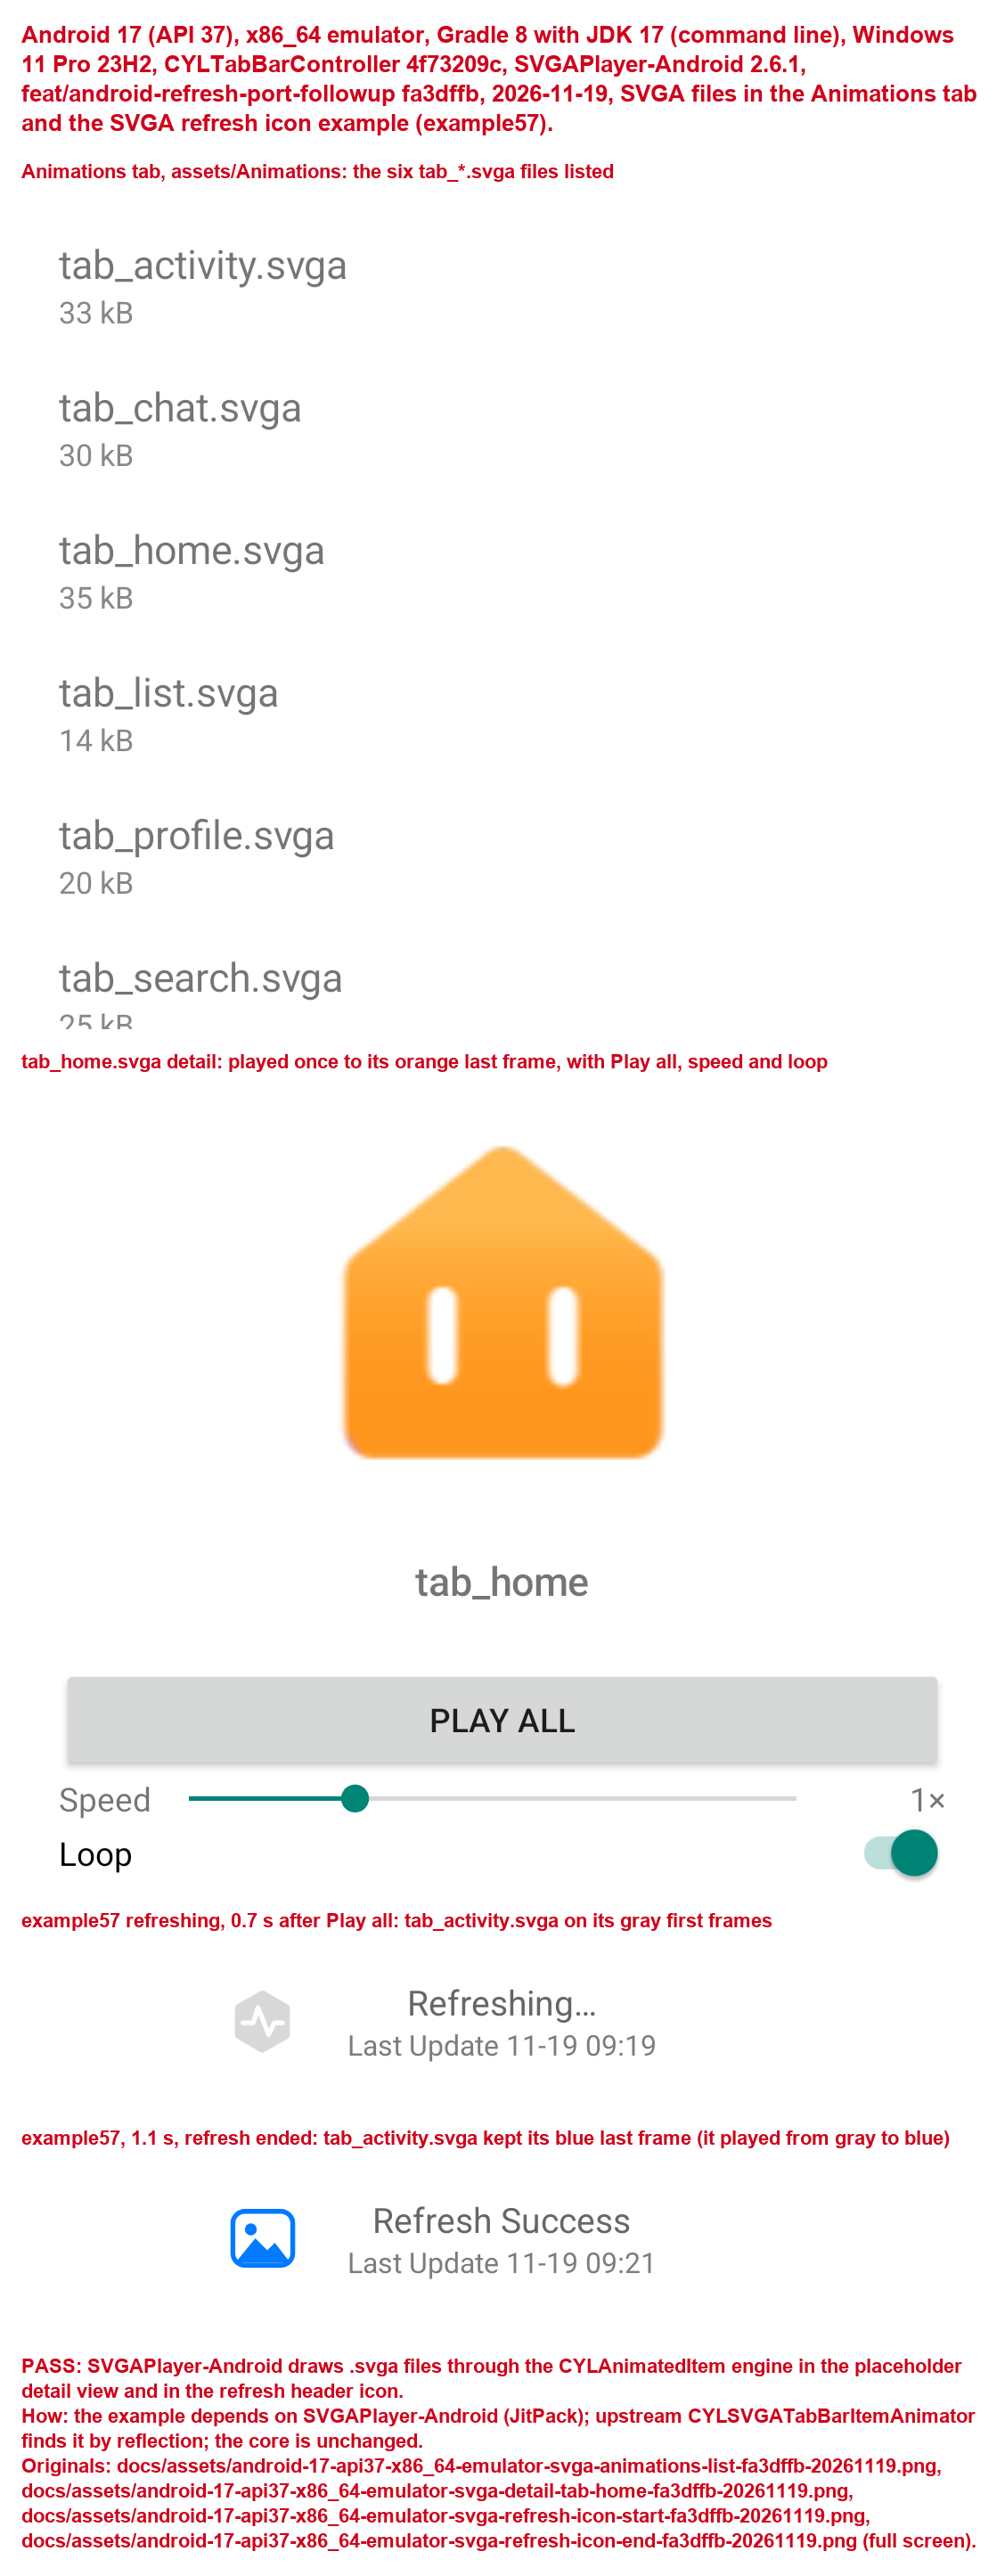 Android 17 (API 37), x86_64 emulator, Gradle 8 with JDK 17 (command line), Windows
11 Pro 23H2, CYLTabBarController 4f73209c, SVGAPlayer-Android 2.6.1,
feat/android-refresh-port-followup fa3dffb, 2026-11-19, SVGA files in the Animations tab
and the SVGA refresh icon example (example57).
Animations tab, assets/Animations: the six tab_*.svga files listed
tab_activity.svga
33 kB
tab_chat.svga
30 kB
tab_home.svga
35 kB
tab_list.svga
14 kB
tab_profile.svga
20 kB
tab_search.svga
25 kB
tab_home.svga detail: played once to its orange last frame, with Play all, speed and loop
tab_home
PLAY ALL
Speed 1×
Loop
example57 refreshing, 0.7 s after Play all: tab_activity.svga on its gray first frames
Refreshing...
Last Update 11-19 09:19
example57, 1.1 s, refresh ended: tab_activity.svga kept its blue last frame (it played from gray to blue)
Refresh Success
Last Update 11-19 09:21
PASS: SVGAPlayer-Android draws .svga files through the CYLAnimatedItem engine in the placeholder
detail view and in the refresh header icon.
How: the example depends on SVGAPlayer-Android (JitPack); upstream CYLSVGATabBarItemAnimator
finds it by reflection; the core is unchanged.
Originals: docs/assets/android-17-api37-x86_64-emulator-svga-animations-list-fa3dffb-20261119.png,
docs/assets/android-17-api37-x86_64-emulator-svga-detail-tab-home-fa3dffb-20261119.png,
docs/assets/android-17-api37-x86_64-emulator-svga-refresh-icon-start-fa3dffb-20261119.png,
docs/assets/android-17-api37-x86_64-emulator-svga-refresh-icon-end-fa3dffb-20261119.png (full screen).